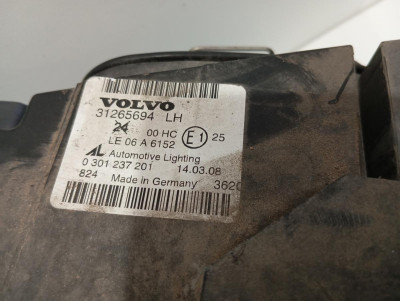 VOLVO
31265694 LH
24 00 HC E1 25
LE 06 A 6152
AL Automotive Lighting
0 301 237 201 14.03.08
824 Made in Germany 3620